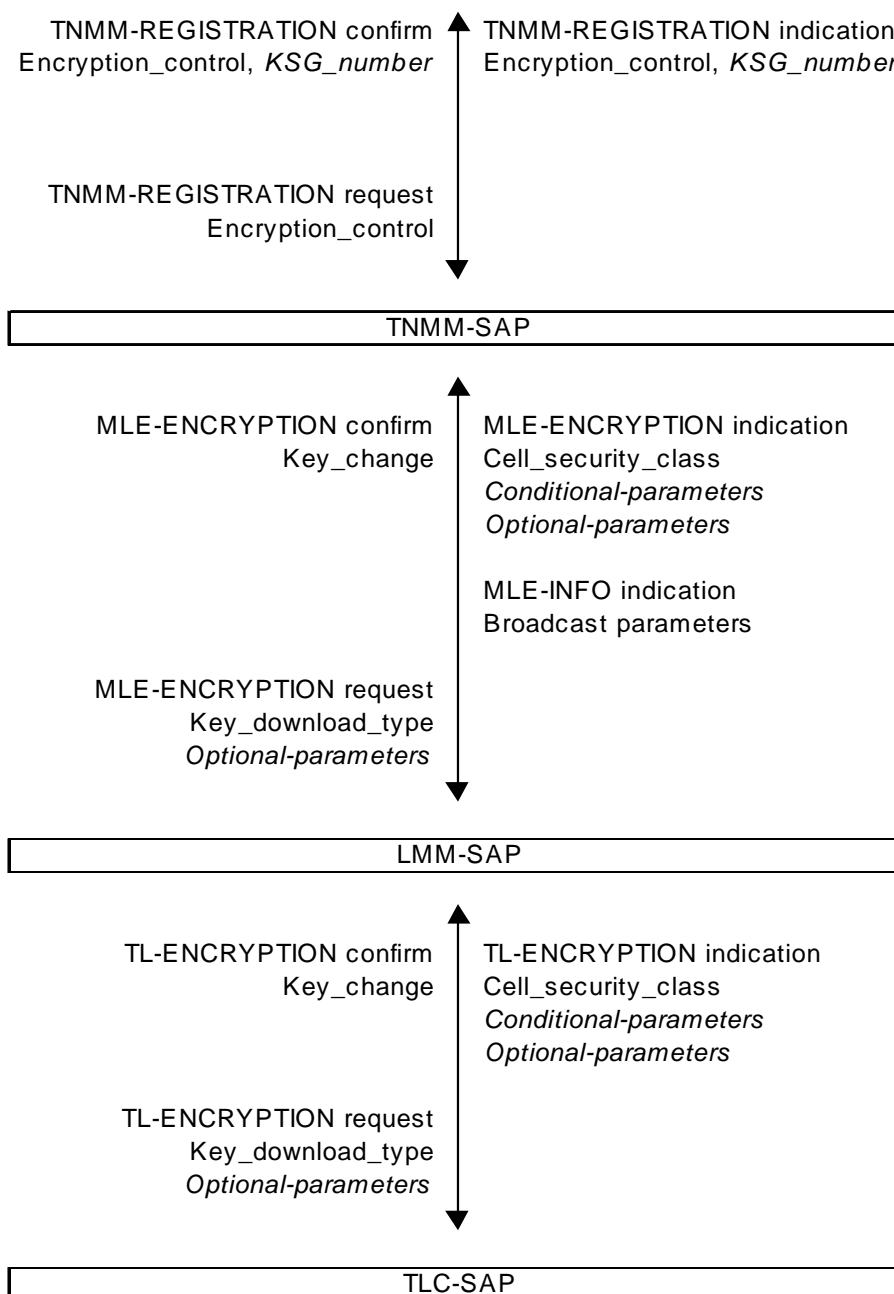 TNMM-REGISTRATION confirm
Encryption_control, KSG_number
TNMM-REGISTRATION indication
Encryption_control, KSG_number
TNMM-REGISTRATION request
Encryption_control
TNMM-SAP
MLE-ENCRYPTION confirm
Key_change
MLE-ENCRYPTION indication
Cell_security_class
Conditional-parameters
Optional-parameters
MLE-INFO indication
Broadcast parameters
MLE-ENCRYPTION request
Key_download_type
Optional-parameters
LMM-SAP
TL-ENCRYPTION confirm
Key_change
TL-ENCRYPTION indication
Cell_security_class
Conditional-parameters
Optional-parameters
TL-ENCRYPTION request
Key_download_type
Optional-parameters
TLC-SAP